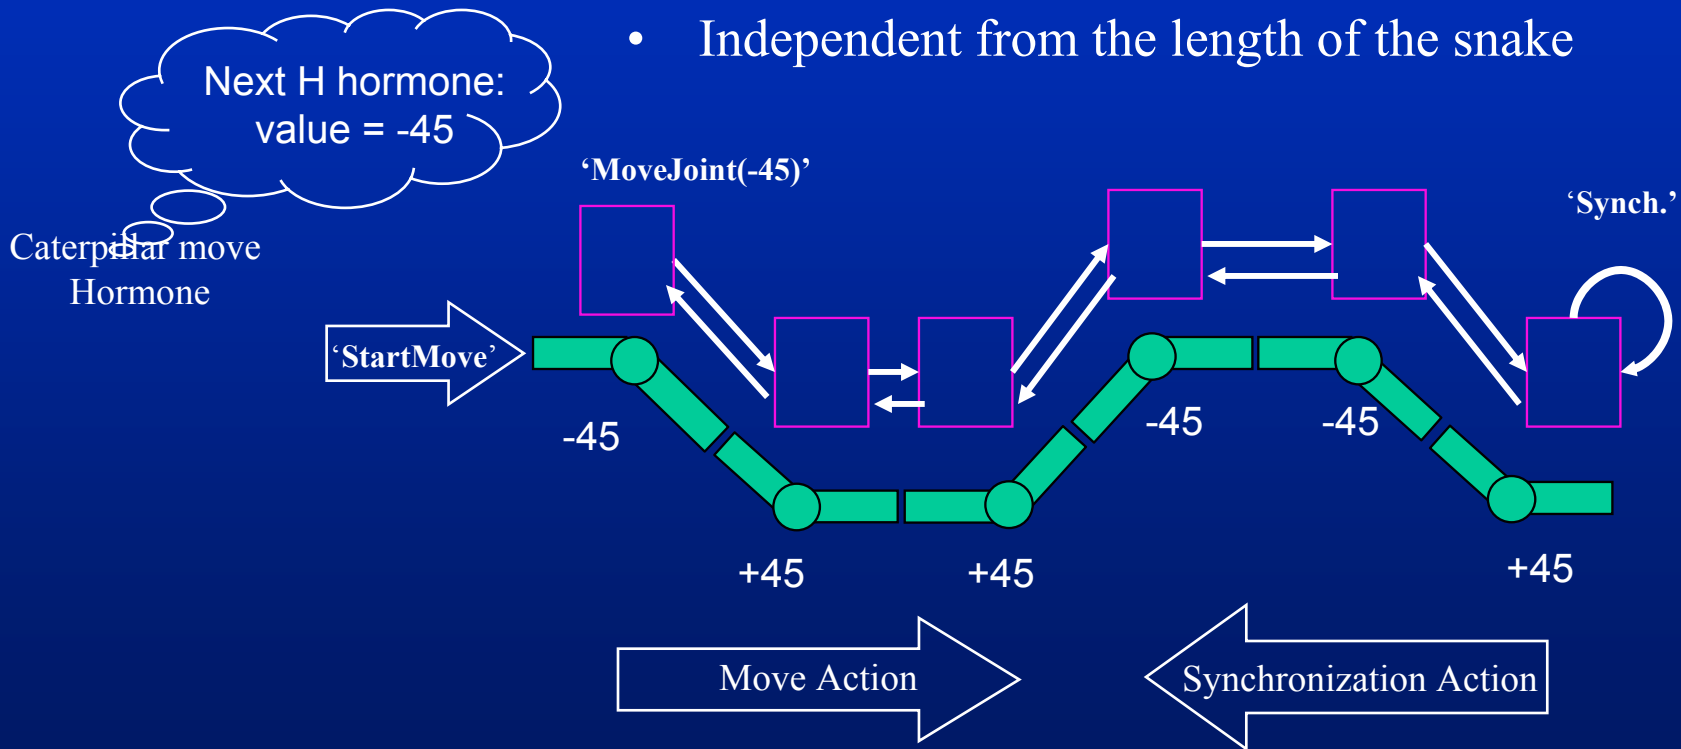 • Independent from the length of the snake
Next H hormone:
value = -45
‘MoveJoint(-45)’
‘Synch.’
Caterpillar move
Hormone
‘StartMove’
-45
-45
-45
+45
+45
+45
Move Action
Synchronization Action